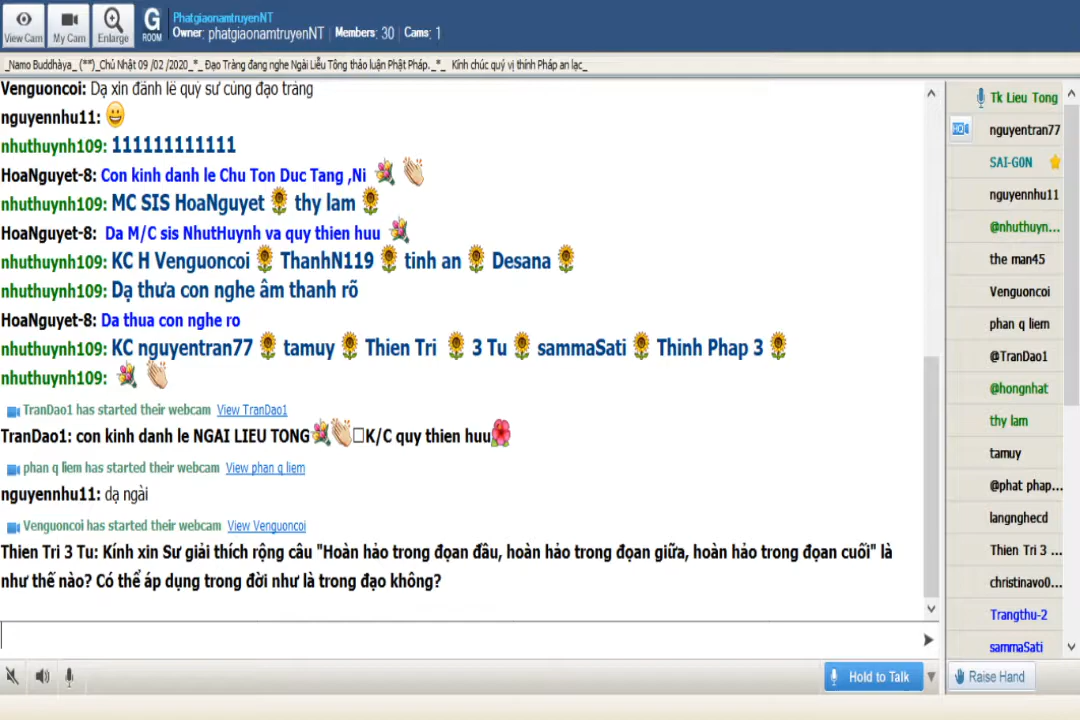 View Cam
My Cam
Enlarge
G
ROOM
PhatgiaonamtruyenNT
Owner: phatgiaonamtruyenNT | Members: 30 | Cams: 1
_Namo Buddhàya_ (**)_Chủ Nhật 09 /02 /2020_*_ Đạo Tràng đang nghe Ngài Liễu Tông thảo luận Phật Pháp. _*_ Kính chúc quý vị thính Pháp an lạc_
Venguoncoi: Dạ xin đãnh lễ quý sư cùng đạo tràng
nguyennhu11:
nhuthuynh109: 111111111111
HoaNguyet-8: Con kinh danh le Chu Ton Duc Tang ,Ni
nhuthuynh109: MC SIS HoaNguyet thy lam
HoaNguyet-8: Da M/C sis NhutHuynh va quy thien huu
nhuthuynh109: KC H Venguoncoi ThanhN119 tinh an Desana
nhuthuynh109: Dạ thưa con nghe âm thanh rõ
HoaNguyet-8: Da thua con nghe ro
nhuthuynh109: KC nguyentran77 tamuy Thien Tri 3 Tu sammaSati Thinh Phap 3
nhuthuynh109:
TranDao1 has started their webcam View TranDao1
TranDao1: con kinh danh le NGAI LIEU TONG K/C quy thien huu
phan q liem has started their webcam View phan q liem
nguyennhu11: dạ ngài
Venguoncoi has started their webcam View Venguoncoi
Thien Tri 3 Tu: Kính xin Sư giải thích rộng câu "Hoàn hảo trong đọan đầu, hoàn hảo trong đọan giữa, hoàn hảo trong đọan cuối" là
như thế nào? Có thể áp dụng trong đời như là trong đạo không?
Hold to Talk
Tk Lieu Tong
HD
nguyentran77
SAI-G0N
nguyennhu11
@nhuthuyn...
the man45
Venguoncoi
phan q liem
@TranDao1
@hongnhat
thy lam
tamuy
@phat phap...
langnghecd
Thien Tri 3 ...
christinavo0...
Trangthu-2
sammaSati
Raise Hand